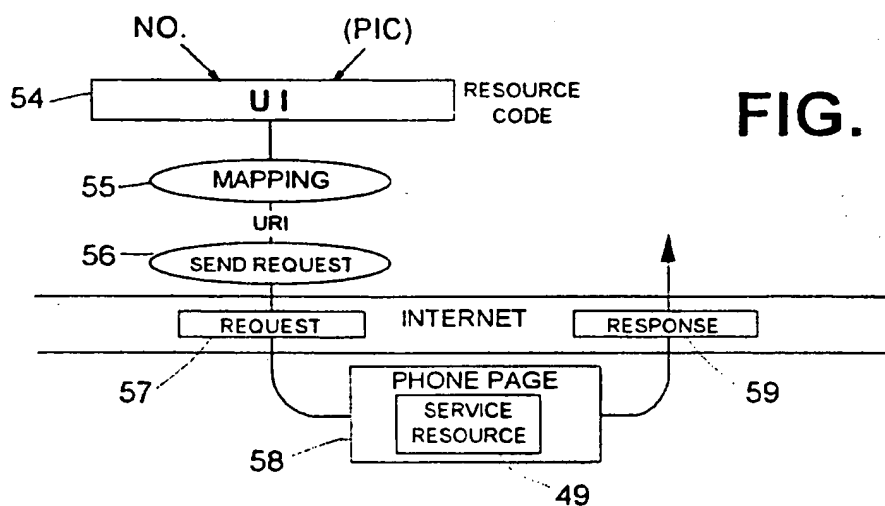 NO.
(PIC)
54
UI
RESOURCE
CODE
FIG.
55
MAPPING
URI
56
SEND REQUEST
REQUEST
INTERNET
RESPONSE
57
PHONE PAGE
59
SERVICE
RESOURCE
58
49